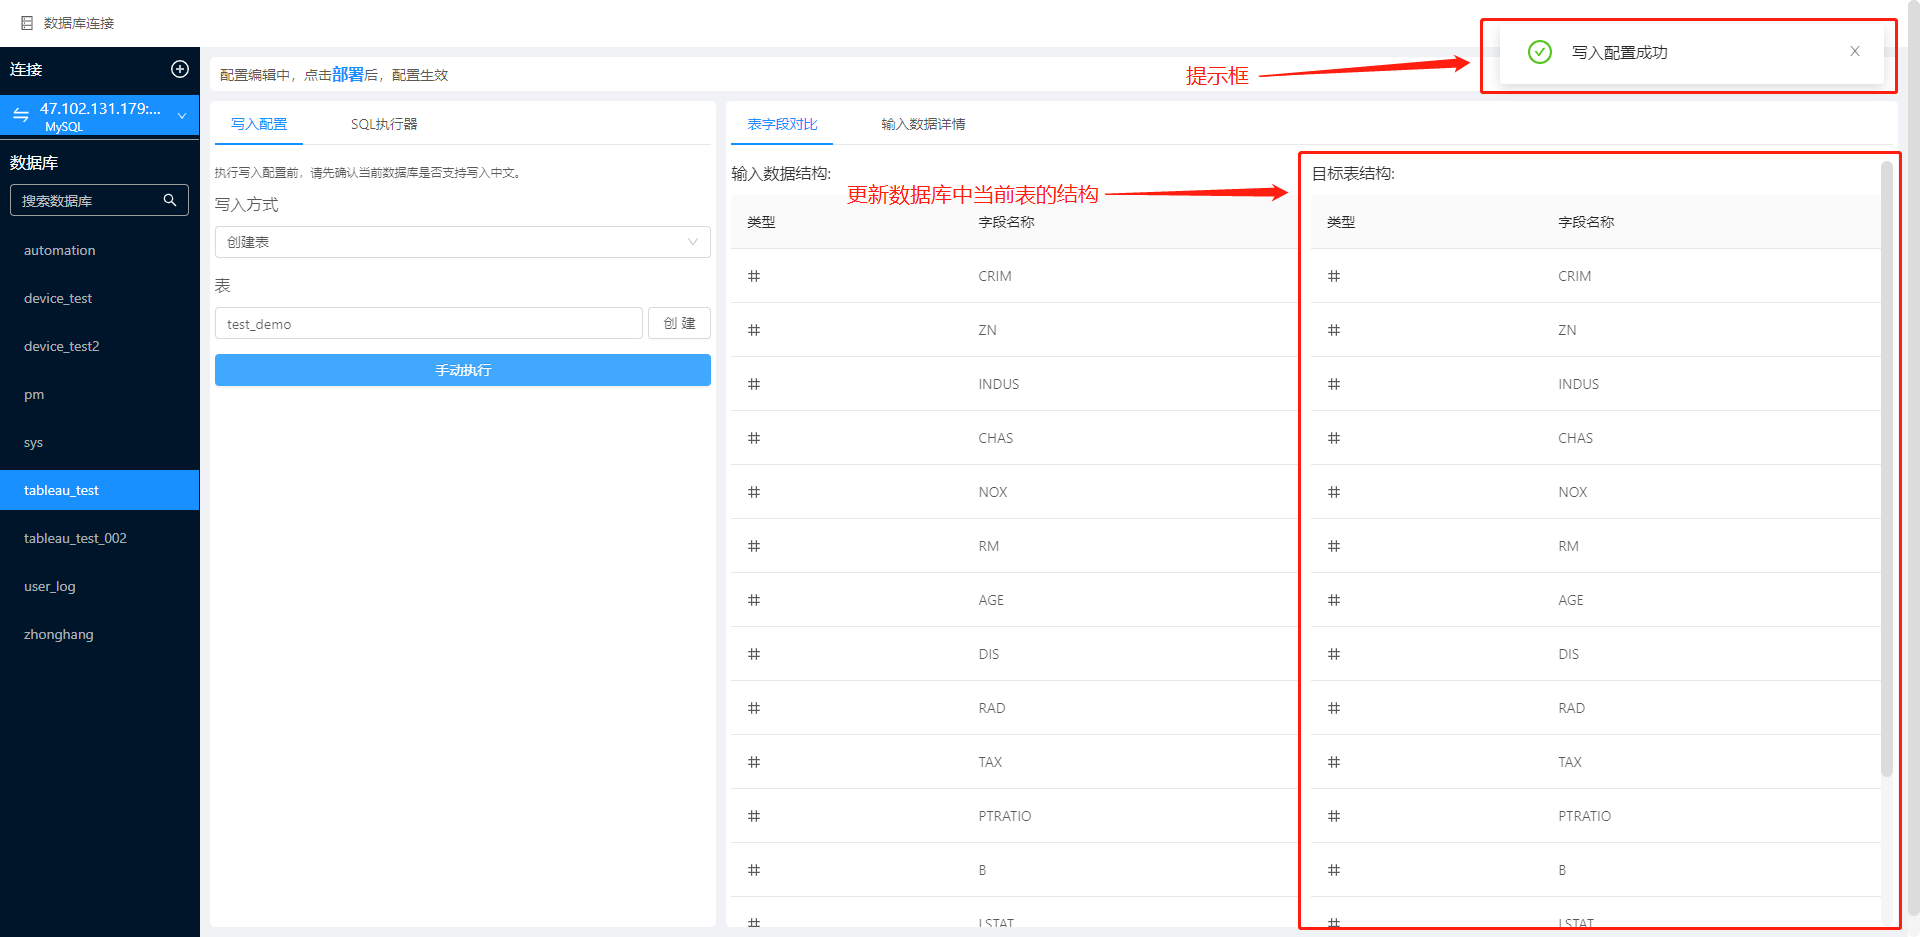 数据库连接
写入配置成功
连接
47.102.131.179:...
MySQL
数据库
搜索数据库
automation
device_test
device_test2
pm
sys
tableau_test
tableau_test_002
user_log
zhonghang
配置编辑中，点击部署后，配置生效
提示框
写入配置
SQL执行器
执行写入配置前，请先确认当前数据库是否支持写入中文。
写入方式
创建表
表
test_demo
创 建
手动执行
表字段对比
输入数据详情
输入数据结构:
更新数据库中当前表的结构
类型 字段名称
# CRIM
# ZN
# INDUS
# CHAS
# NOX
# RM
# AGE
# DIS
# RAD
# TAX
# PTRATIO
# B
# LSTAT
目标表结构:
类型 字段名称
# CRIM
# ZN
# INDUS
# CHAS
# NOX
# RM
# AGE
# DIS
# RAD
# TAX
# PTRATIO
# B
# LSTAT